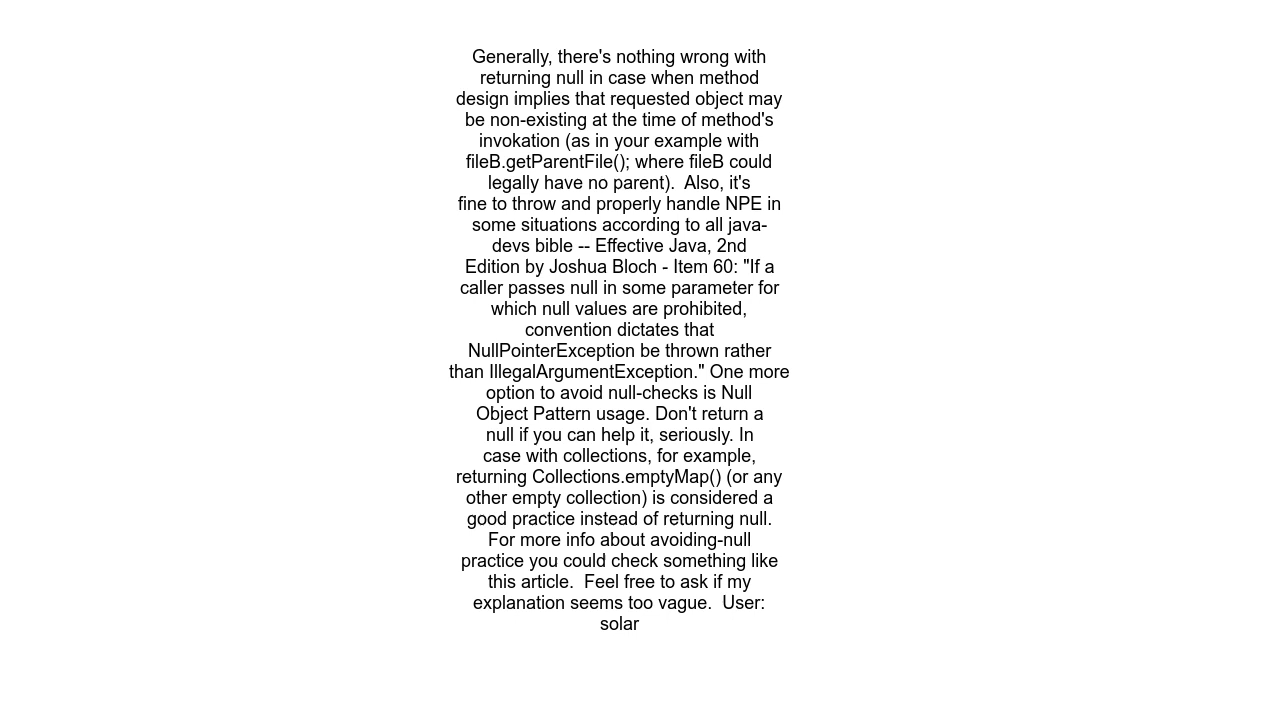 Generally, there's nothing wrong with
returning null in case when method
design implies that requested object may
be non-existing at the time of method's
invokation (as in your example with
fileB.getParentFile(); where fileB could
legally have no parent).  Also, it's
fine to throw and properly handle NPE in
some situations according to all java-
devs bible -- Effective Java, 2nd
Edition by Joshua Bloch - Item 60: "If a
caller passes null in some parameter for
which null values are prohibited,
convention dictates that
NullPointerException be thrown rather
than IllegalArgumentException." One more
option to avoid null-checks is Null
Object Pattern usage. Don't return a
null if you can help it, seriously. In
case with collections, for example,
returning Collections.emptyMap() (or any
other empty collection) is considered a
good practice instead of returning null.
For more info about avoiding-null
practice you could check something like
this article.  Feel free to ask if my
explanation seems too vague.  User:
solar